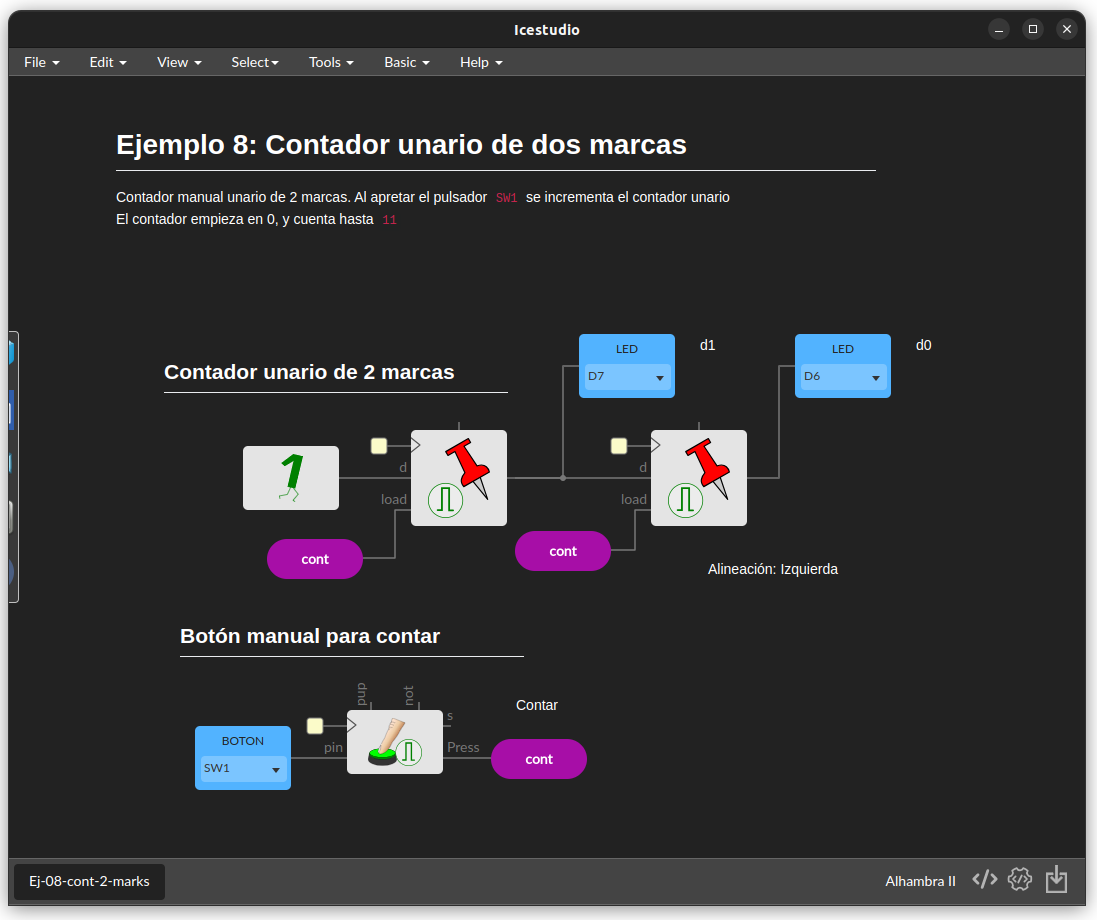 Icestudio
File Edit View Select Tools Basic Help
Ejemplo 8: Contador unario de dos marcas
Contador manual unario de 2 marcas. Al apretar el pulsador SW1 se incrementa el contador unario
El contador empieza en 0, y cuenta hasta 11
LED
D7
d1
LED
D6
d0
Contador unario de 2 marcas
1
d
load
cont
d
load
cont
Alineación: Izquierda
Botón manual para contar
BOTON
SW1
pup
not
pin
s
Press
Contar
cont
Ej-08-cont-2-marks
Alhambra II